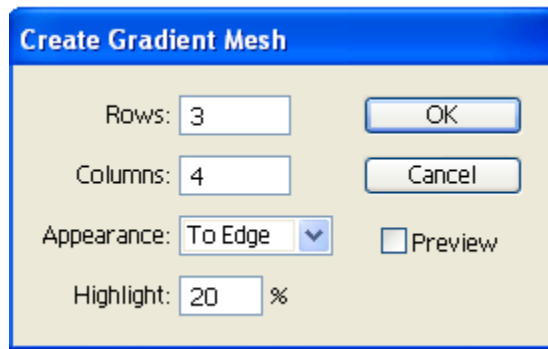 Create Gradient Mesh
Rows: 3
OK
Columns: 4
Cancel
Appearance: To Edge
Preview
Highlight: 20 %